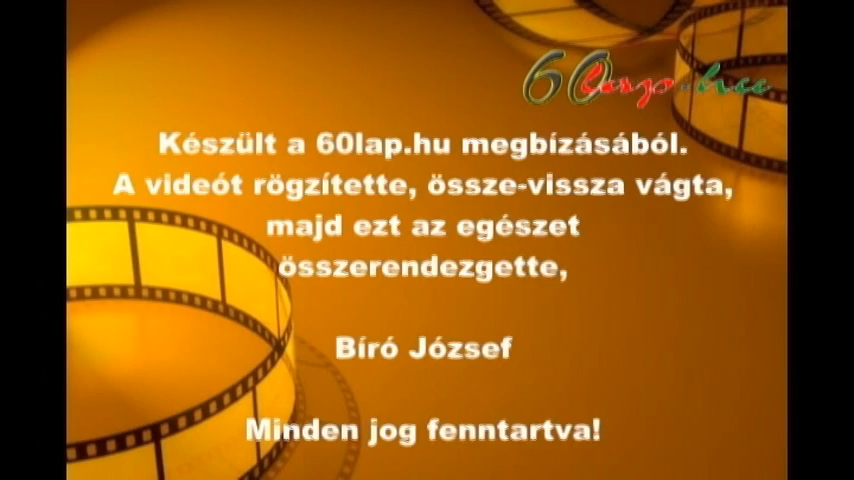 Készült a 60lap.hu megbízásából.
A videót rögzítette, össze-vissza vágta,
majd ezt az egészet
összerendezgette,
Bíró József
Minden jog fenntartva!